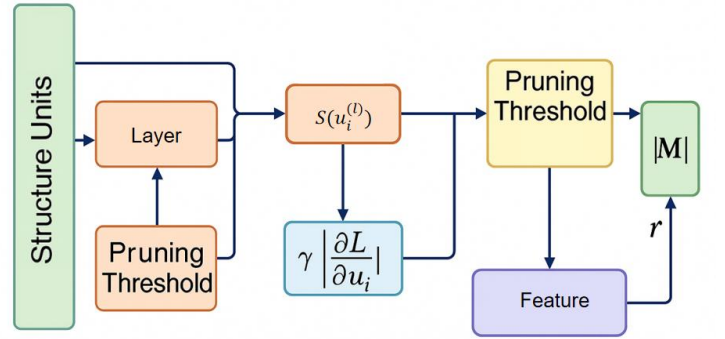 Structure Units
Layer
Pruning
Threshold
S(u_i^{(l)})
γ |∂L/∂u_i|
Pruning
Threshold
Feature
|M|
r